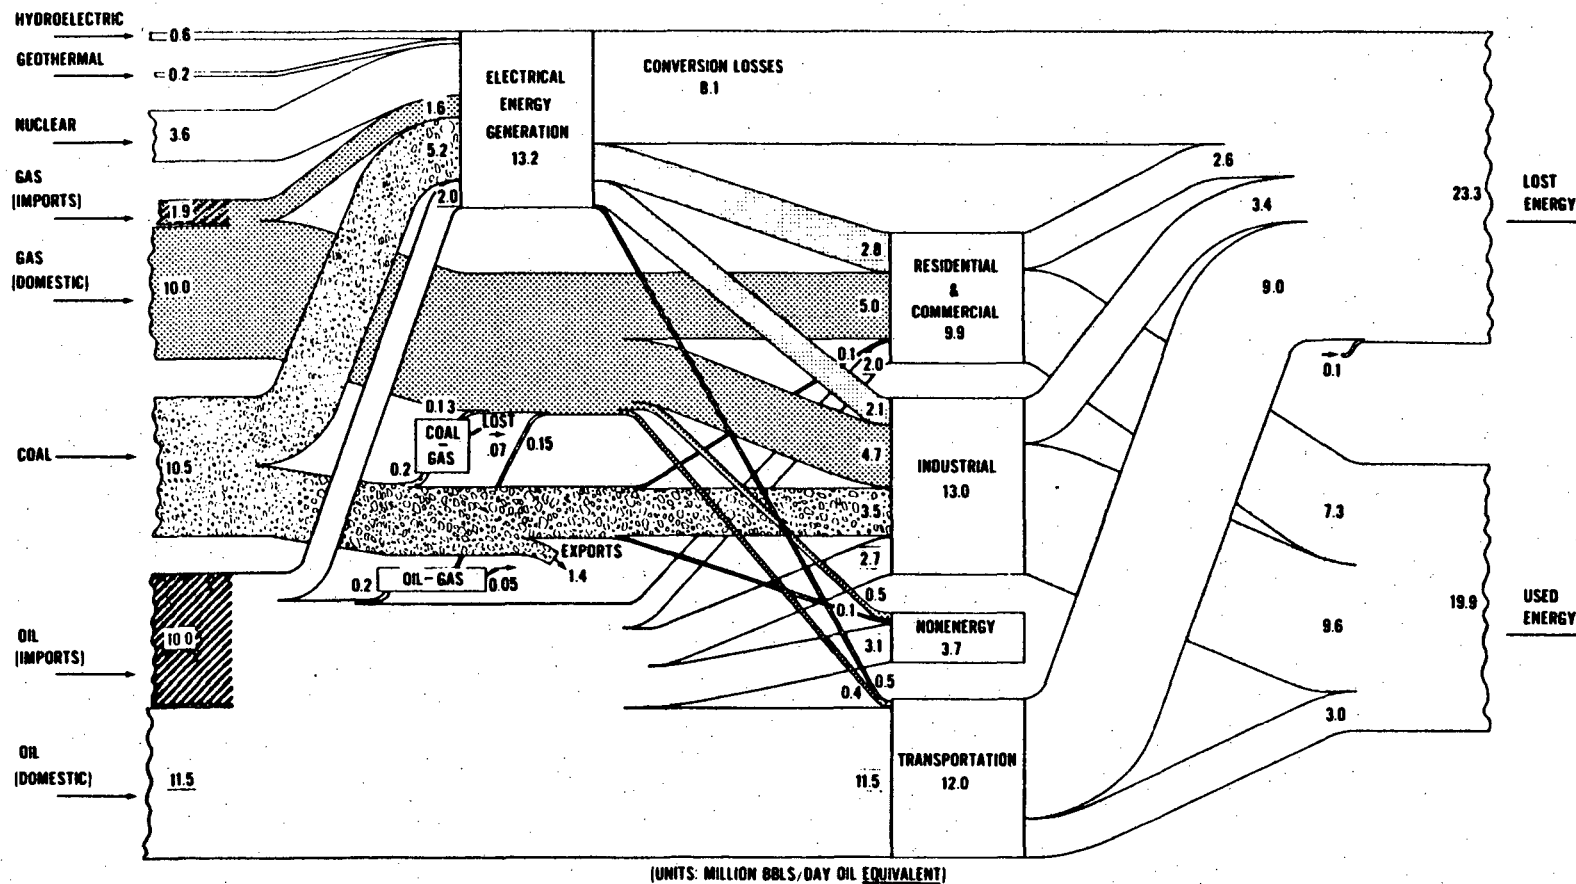 HYDROELECTRIC
0.6
GEOTHERMAL
0.2
NUCLEAR
3.6
GAS
(IMPORTS)
1.9
GAS
(DOMESTIC)
10.0
COAL
10.5
OIL
(IMPORTS)
10.0
OIL
(DOMESTIC)
11.5
1.6
5.2
2.0
ELECTRICAL
ENERGY
GENERATION
13.2
CONVERSION LOSSES
8.1
0.13
COAL
-
GAS
LOST
.07
0.15
0.2
EXPORTS
1.4
0.2
OIL-GAS
0.05
2.8
5.0
0.1
2.0
2.1
4.7
3.5
2.7
0.5
0.1
3.1
0.5
0.4
11.5
RESIDENTIAL
&
COMMERCIAL
9.9
INDUSTRIAL
13.0
NONENERGY
3.7
TRANSPORTATION
12.0
2.6
3.4
9.0
0.1
7.3
9.6
3.0
23.3
LOST
ENERGY
19.9
USED
ENERGY
(UNITS: MILLION BBLS/DAY OIL EQUIVALENT)